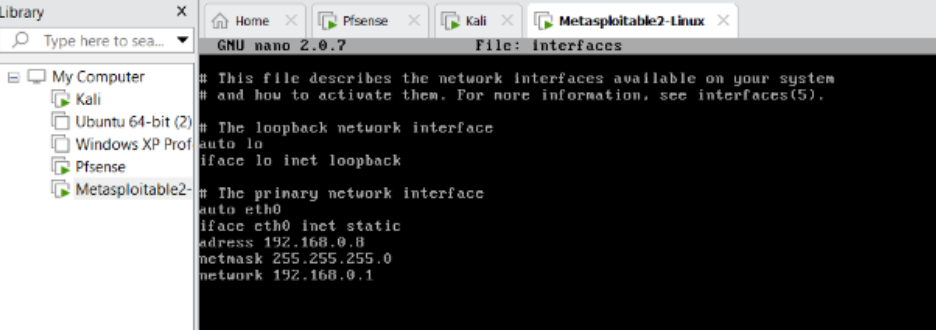 Library
Home
Pfsense
Kali
Metasploitable2-Linux
Type here to sea...
My Computer
Kali
Ubuntu 64-bit (2)
Windows XP Prof
Pfsense
Metasploitable2-
GNU nano 2.0.7 File: interfaces
# This file describes the network interfaces available on your system
# and how to activate them. For more information, see interfaces(5).
# The loopback network interface
auto lo
iface lo inet loopback
# The primary network interface
auto eth0
iface eth0 inet static
adress 192.168.0.8
netmask 255.255.255.0
network 192.168.0.1